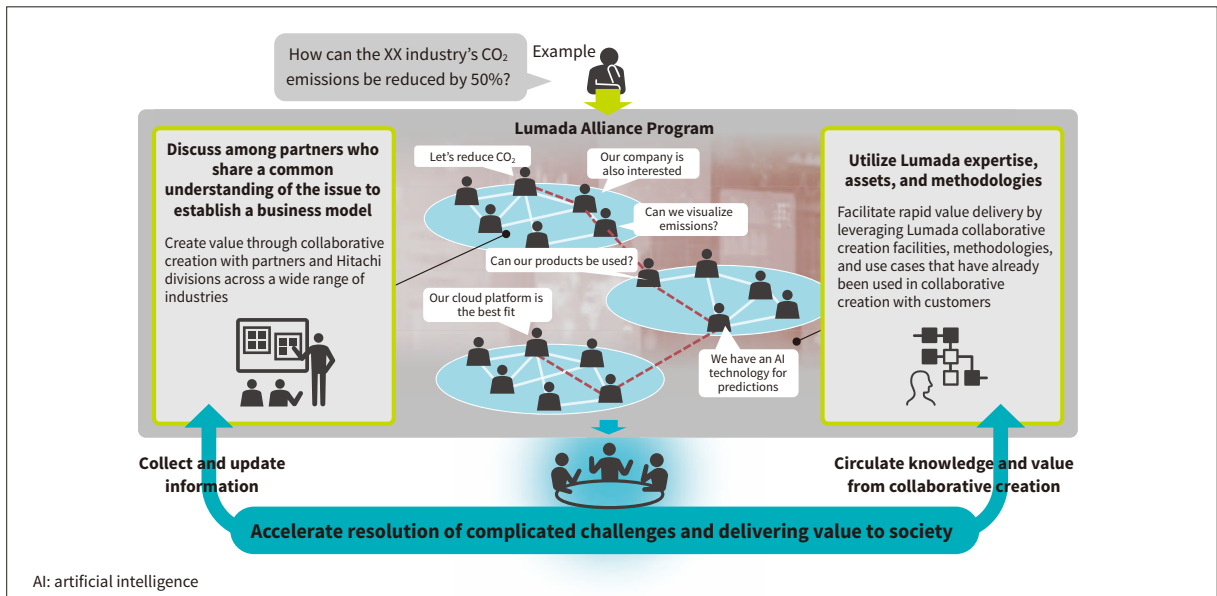 How can the XX industry's CO₂
emissions be reduced by 50%?
Example
Lumada Alliance Program
Discuss among partners who
share a common
understanding of the issue to
establish a business model
Create value through collaborative
creation with partners and Hitachi
divisions across a wide range of
industries
Let's reduce CO₂
Our company is
also interested
Can we visualize
emissions?
Can our products be used?
Our cloud platform is
the best fit
We have an AI
technology for
predictions
Utilize Lumada expertise,
assets, and methodologies
Facilitate rapid value delivery by
leveraging Lumada collaborative
creation facilities, methodologies,
and use cases that have already
been used in collaborative
creation with customers
Collect and update
information
Circulate knowledge and value
from collaborative creation
Accelerate resolution of complicated challenges and delivering value to society
AI: artificial intelligence